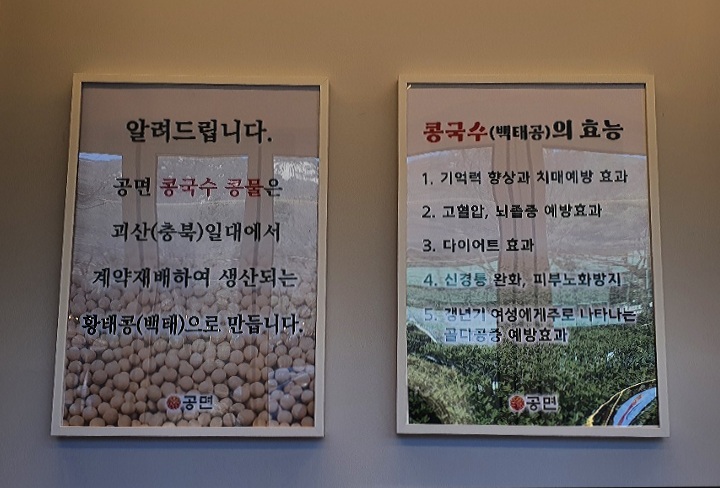 알려드립니다.
공면 콩국수 콩물은
괴산(충북)일대에서
계약재배하여 생산되는
황태콩(백태)으로 만듭니다.
공면
콩국수(백태콩)의 효능
1. 기억력 향상과 치매예방 효과
2. 고혈압, 뇌졸중 예방효과
3. 다이어트 효과
4. 신경통 완화, 피부노화방지
5. 갱년기 여성에게주로 나타나는
골다공증 예방효과
공면